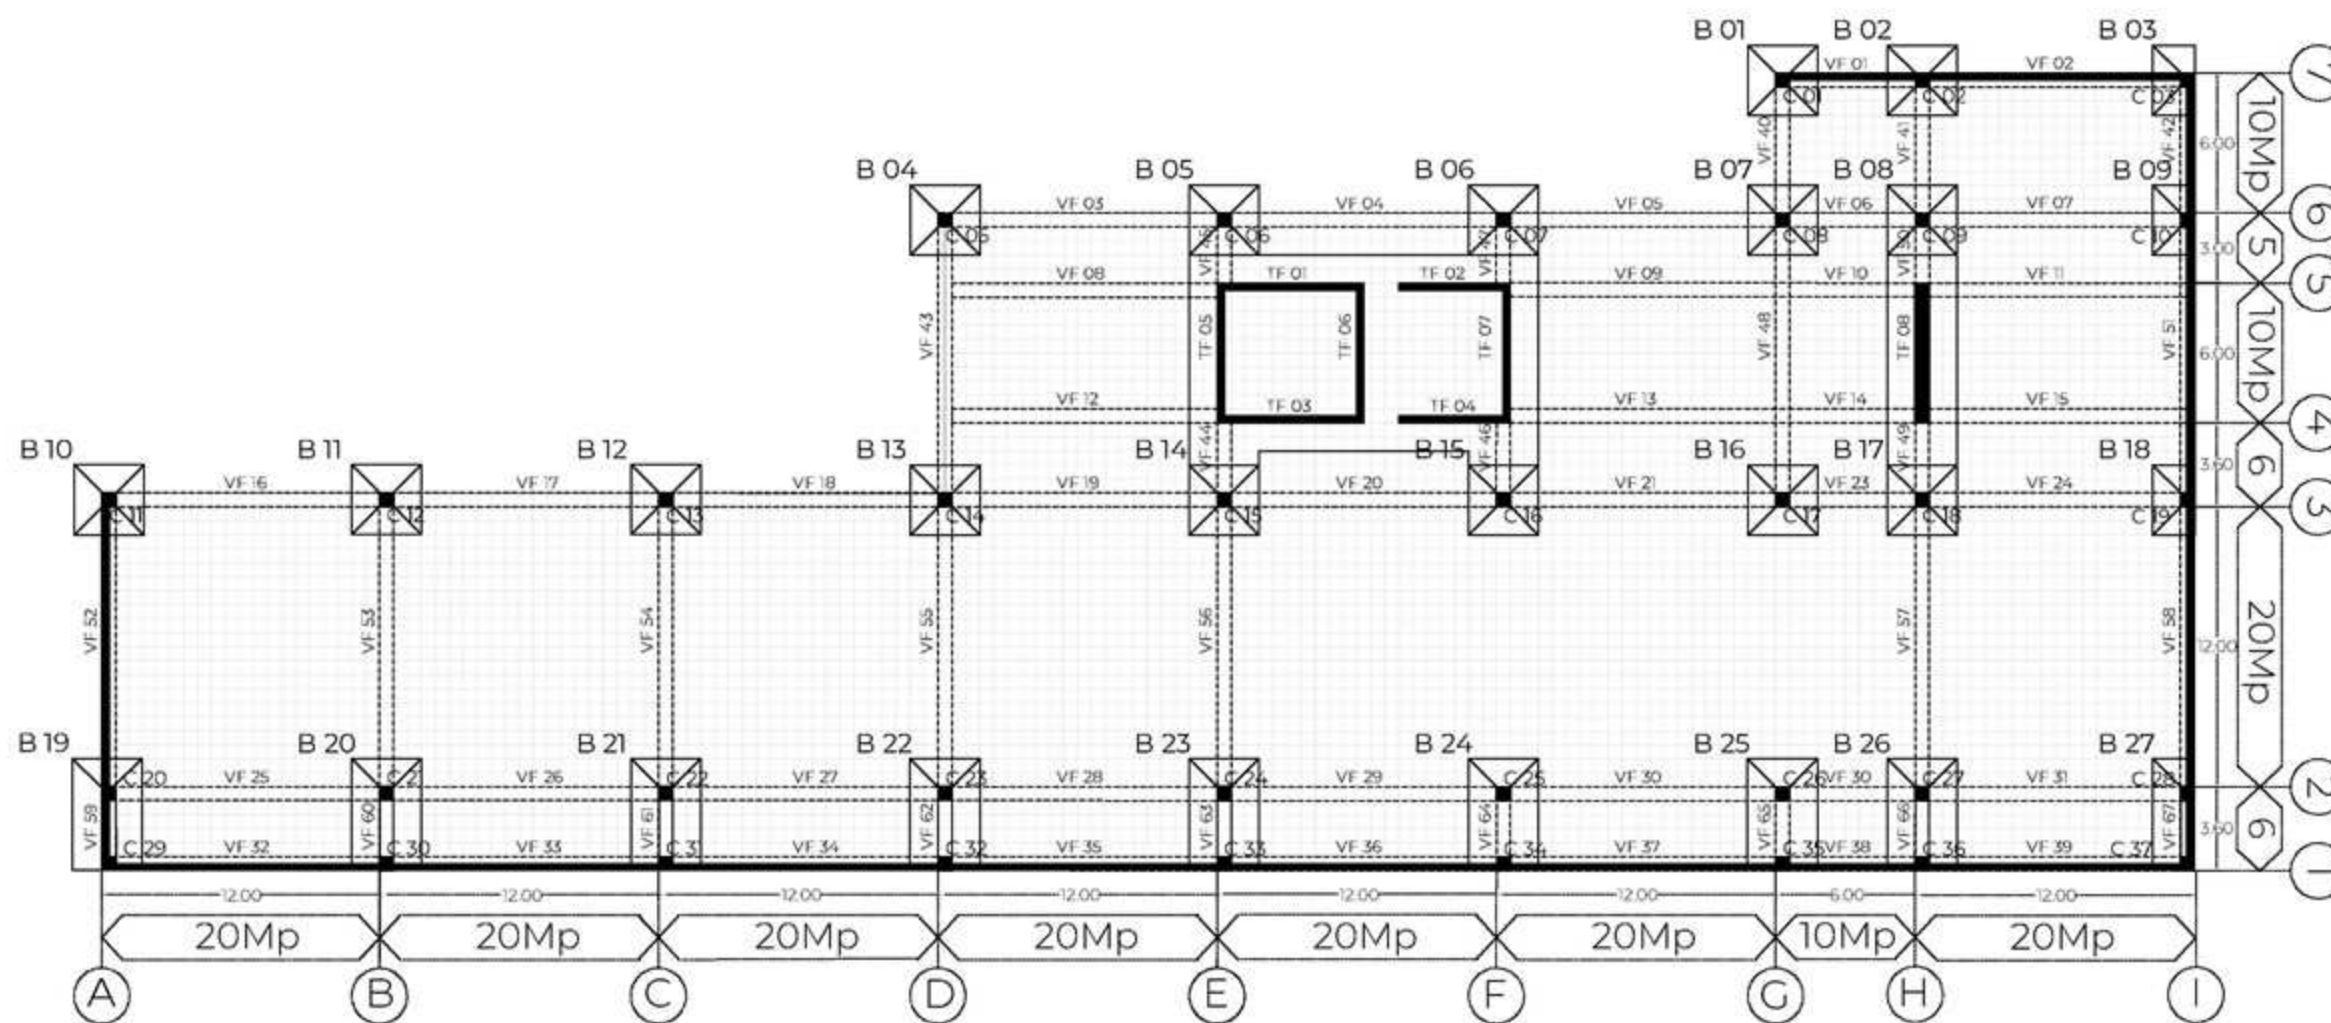 B 01 B 02 B 03
VF 01 VF 02
C 01 C 02 C 03
VF 40 VF 41 VF 42
7
10Mp
6.00
B 04 B 05 B 06 B 07 B 08 B 09
VF 03 VF 04 VF 05 VF 06 VF 07
C 05 C 06 C 07 C 08 C 09 C 10
6
VF 45 VF 47 VF 50
3.00
5
VF 08 TF 01 TF 02 VF 09 VF 10 VF 11
5
VF 43 TF 05 TF 06 TF 07 VF 48 TF 08 VF 51
6.00
10Mp
VF 12 TF 03 TF 04 VF 13 VF 14 VF 15
4
VF 44 VF 46 VF 49
B 10 B 11 B 12 B 13 B 14 B 15 B 16 B 17 B 18
3.60
6
VF 16 VF 17 VF 18 VF 19 VF 20 VF 21 VF 23 VF 24
C 11 C 12 C 13 C 14 C 15 C 16 C 17 C 18 C 19
3
VF 52 VF 53 VF 54 VF 55 VF 56 VF 57 VF 58
12.00
20Mp
B 19 B 20 B 21 B 22 B 23 B 24 B 25 B 26 B 27
C 20 VF 25 C 21 VF 26 C 22 VF 27 C 23 VF 28 C 24 VF 29 C 25 VF 30 C 26 VF 30 C 27 VF 31 C 28
2
VF 59 VF 60 VF 61 VF 62 VF 63 VF 64 VF 65 VF 66 VF 67
3.60
6
C 29 VF 32 C 30 VF 33 C 31 VF 34 C 32 VF 35 C 33 VF 36 C 34 VF 37 C 35 VF 38 C 36 VF 39 C 37
1
12.00 12.00 12.00 12.00 12.00 12.00 6.00 12.00
20Mp 20Mp 20Mp 20Mp 20Mp 20Mp 10Mp 20Mp
A B C D E F G H I